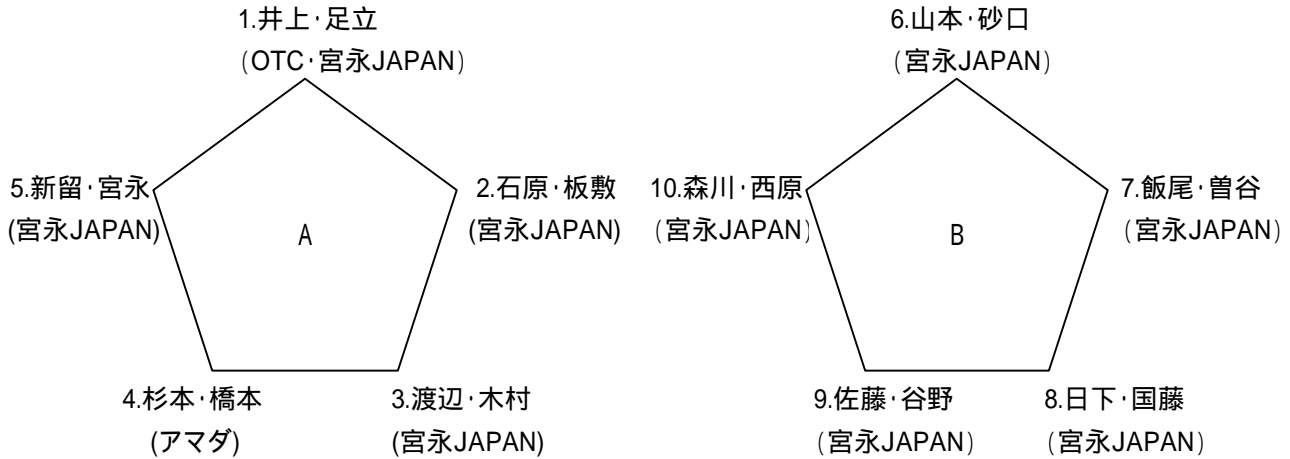 1.井上・足立
(OTC・宮永JAPAN)
5.新留・宮永
(宮永JAPAN)
A
2.石原・板敷
(宮永JAPAN)
4.杉本・橋本
(アマダ)
3.渡辺・木村
(宮永JAPAN)
6.山本・砂口
(宮永JAPAN)
10.森川・西原
(宮永JAPAN)
B
7.飯尾・曽谷
(宮永JAPAN)
9.佐藤・谷野
(宮永JAPAN)
8.日下・国藤
(宮永JAPAN)